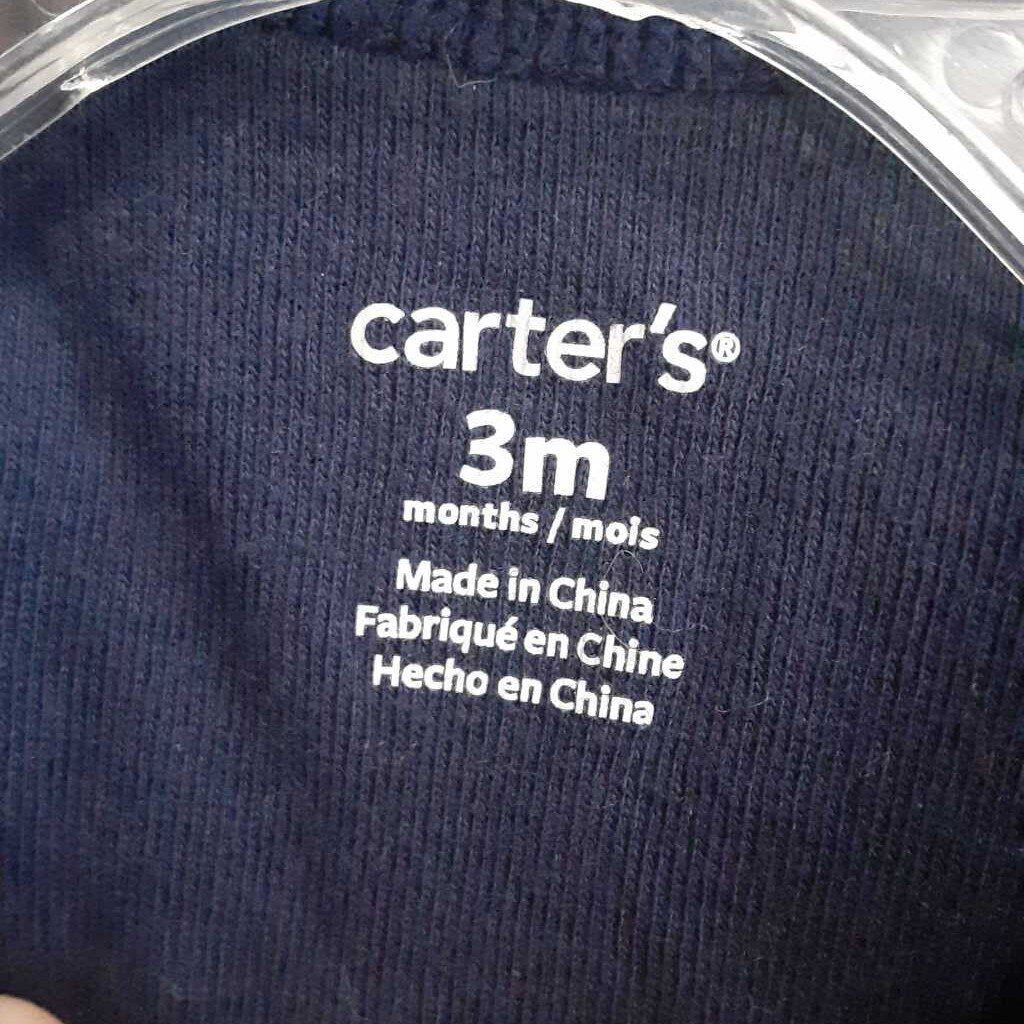 carter's®
3m
months / mois
Made in China
Fabriqué en Chine
Hecho en China